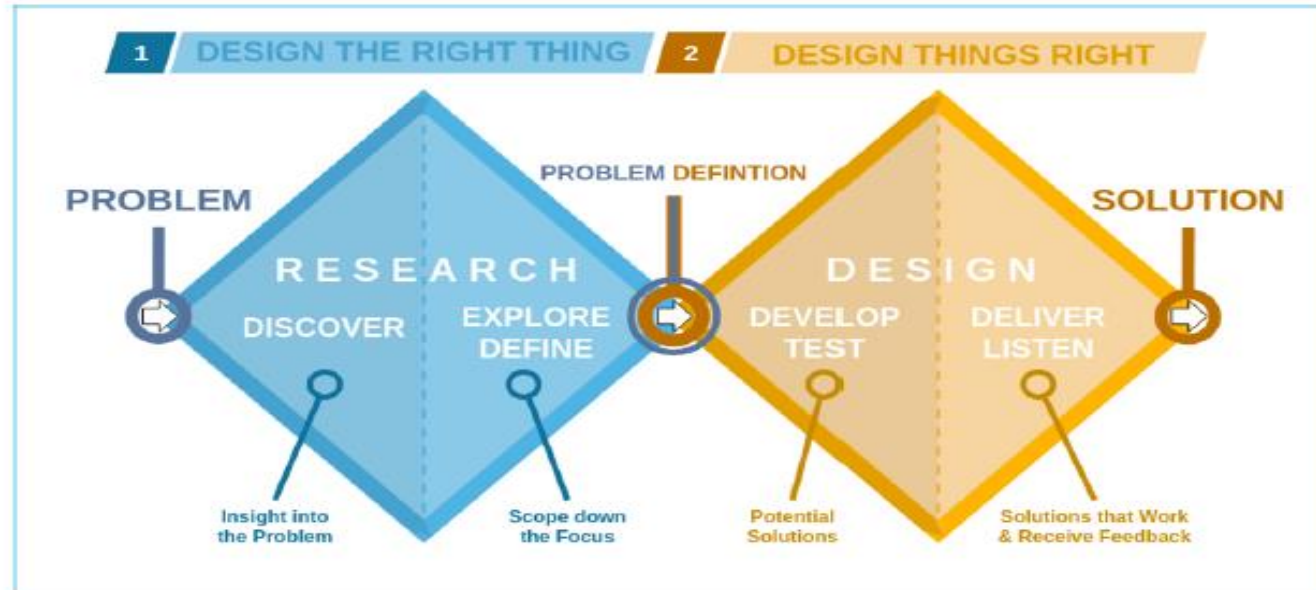 1 DESIGN THE RIGHT THING 2 DESIGN THINGS RIGHT
PROBLEM DEFINTION
PROBLEM
SOLUTION
RESEARCH
DISCOVER
EXPLORE
DEFINE
DESIGN
DEVELOP
TEST
DELIVER
LISTEN
Insight into
the Problem
Scope down
the Focus
Potential
Solutions
Solutions that Work
& Receive Feedback